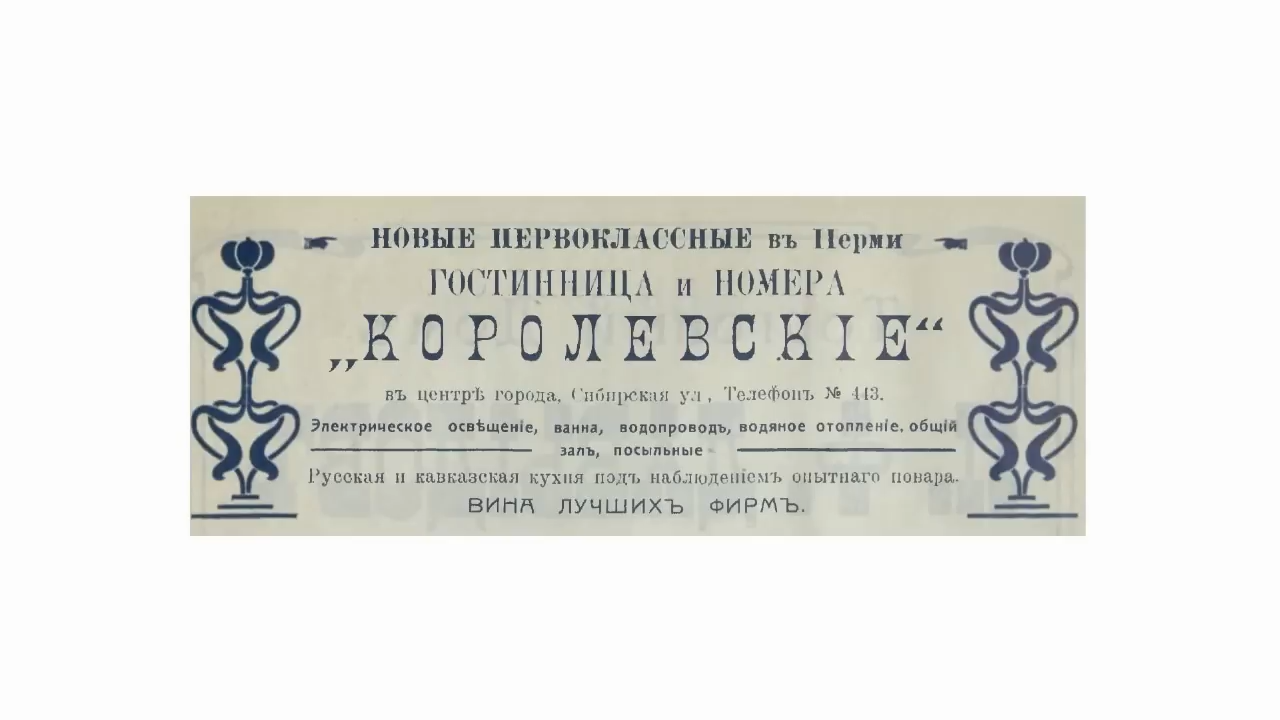 НОВЫЕ ПЕРВОКЛАССНЫЕ въ Перми
ГОСТИННИЦА и НОМЕРА
„КОРОЛЕВСКІЕ“
въ центрѣ города, Сибирская ул, Телефонъ № 443.
Электрическое освѣщеніе, ванна, водопроводъ, водяное отопленіе, общій
залъ, посыльные
Русская и кавказская кухня подъ наблюденіемъ опытнаго повара.
ВИНА ЛУЧШИХЪ ФИРМЪ.